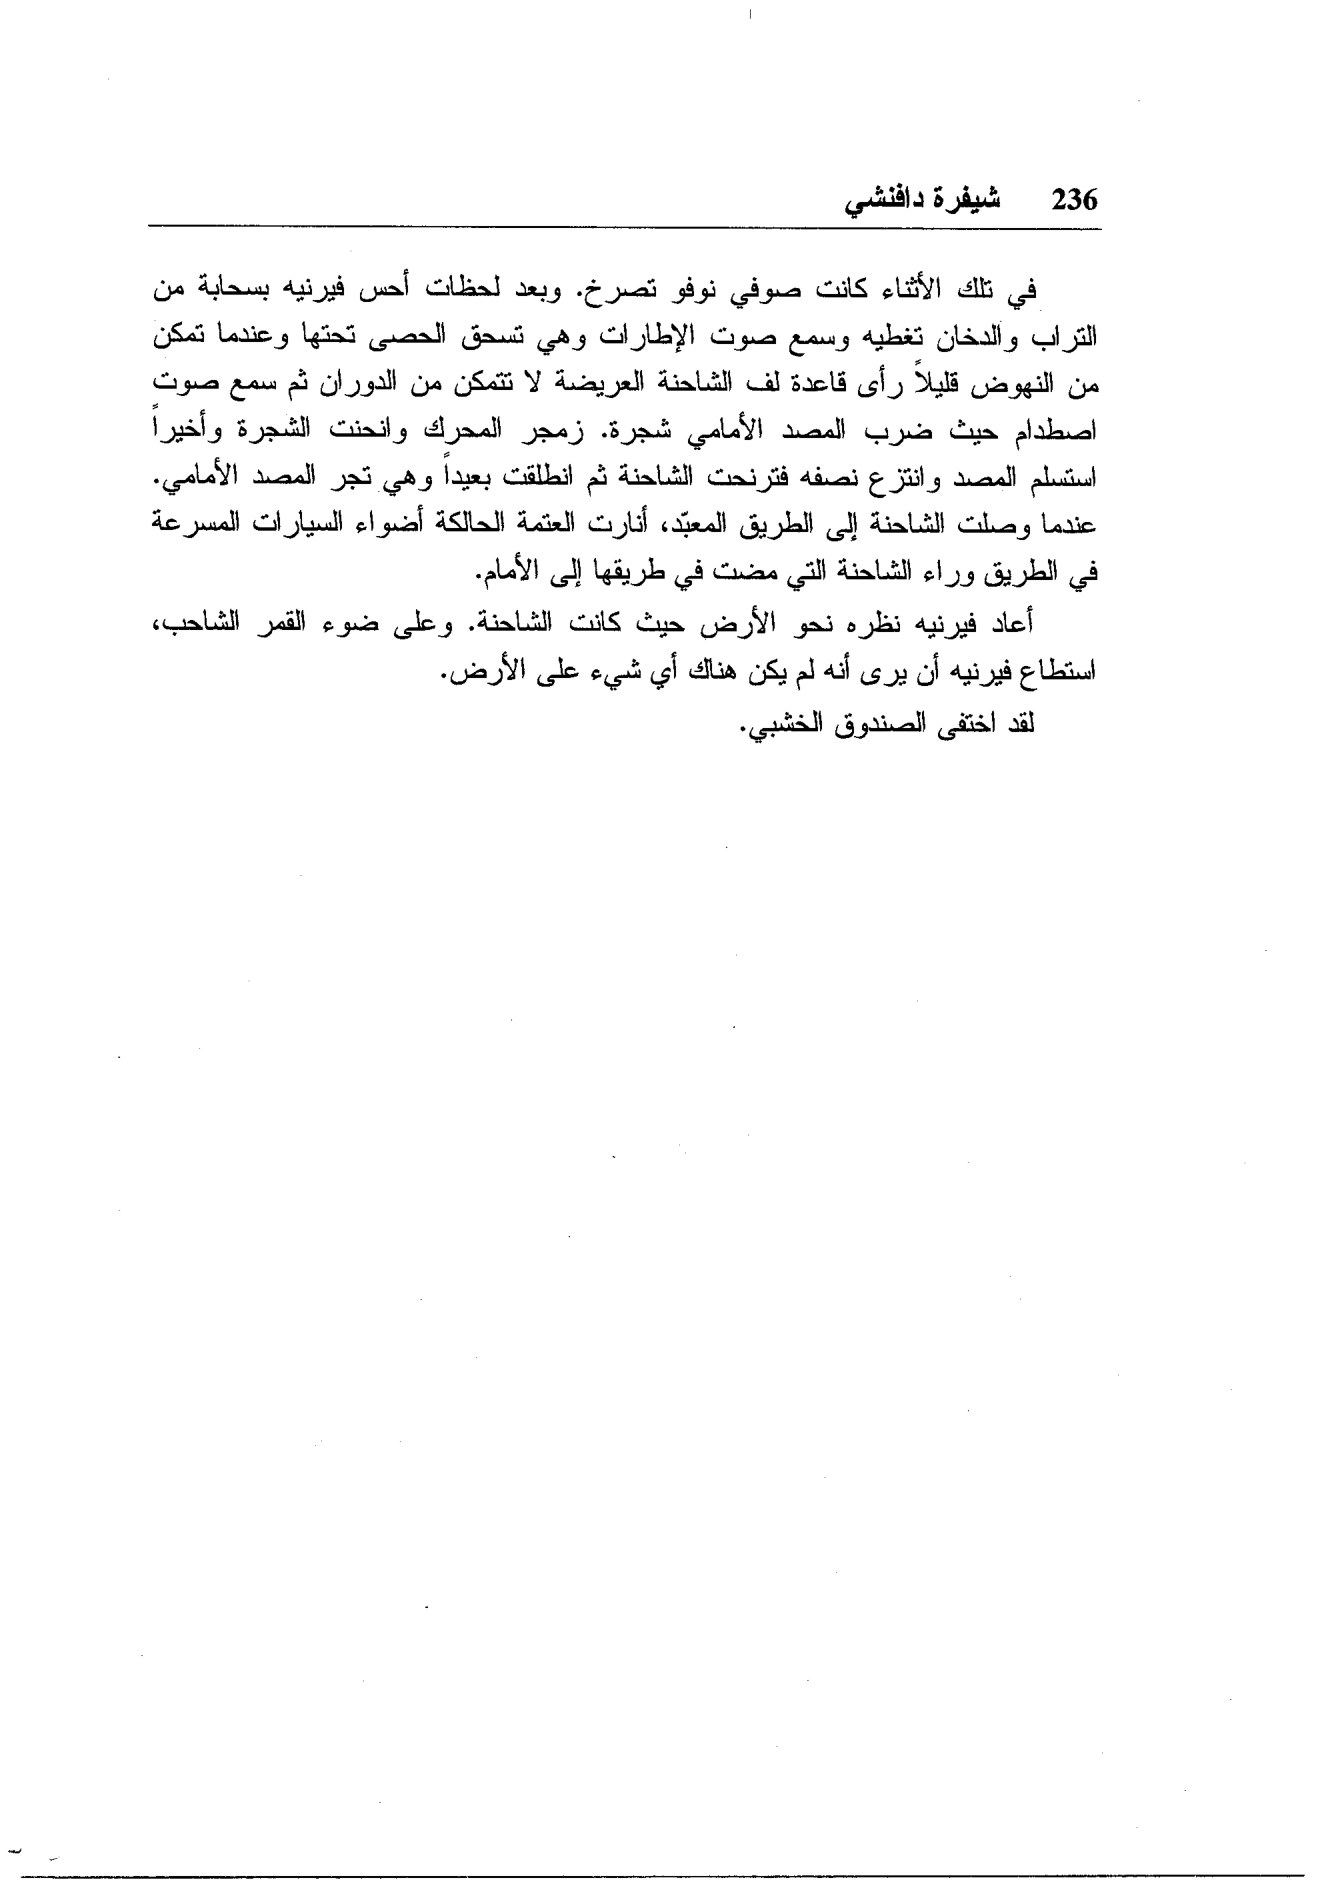 236 شيفرة دافنشي
في تلك الأثناء كانت صوفي نوفو تصرخ. وبعد لحظات أحس فيرنيه بسحابة من
التراب والدخان تغطيه وسمع صوت الإطارات وهي تسحق الحصى تحتها وعندما تمكن
من النهوض قليلاً رأى قاعدة لف الشاحنة العريضة لا تتمكن من الدوران ثم سمع صوت
اصطدام حيث ضرب المصد الأمامي شجرة. زمجر المحرك وانحنت الشجرة وأخيراً
استسلم المصد وانتزع نصفه فترنحت الشاحنة ثم انطلقت بعيداً وهي تجر المصد الأمامي.
عندما وصلت الشاحنة إلى الطريق المعبّد، أنارت العتمة الحالكة أضواء السيارات المسرعة
في الطريق وراء الشاحنة التي مضت في طريقها إلى الأمام.
أعاد فيرنيه نظره نحو الأرض حيث كانت الشاحنة. وعلى ضوء القمر الشاحب،
استطاع فيرنيه أن يرى أنه لم يكن هناك أي شيء على الأرض.
لقد اختفى الصندوق الخشبي.